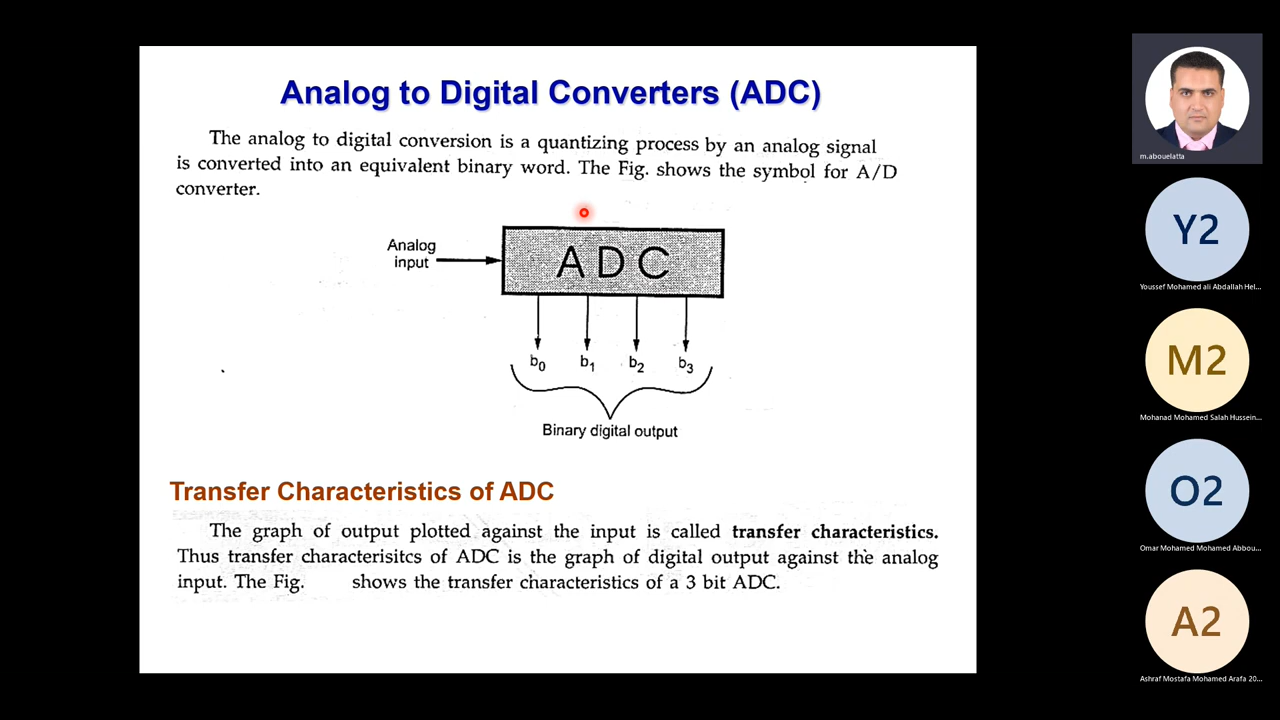 Analog to Digital Converters (ADC)
The analog to digital conversion is a quantizing process by an analog signal
is converted into an equivalent binary word. The Fig. shows the symbol for A/D
converter.
Analog
input
ADC
b0 b1 b2 b3
Binary digital output
Transfer Characteristics of ADC
The graph of output plotted against the input is called transfer characteristics.
Thus transfer characterisitcs of ADC is the graph of digital output against the analog
input. The Fig. shows the transfer characteristics of a 3 bit ADC.
m.abouelatta
Y2
Youssef Mohamed ali Abdallah Hel...
M2
Mohanad Mohamed Salah Hussein...
O2
Omar Mohamed Mohamed Abbou...
A2
Ashraf Mostafa Mohamed Arafa 20...